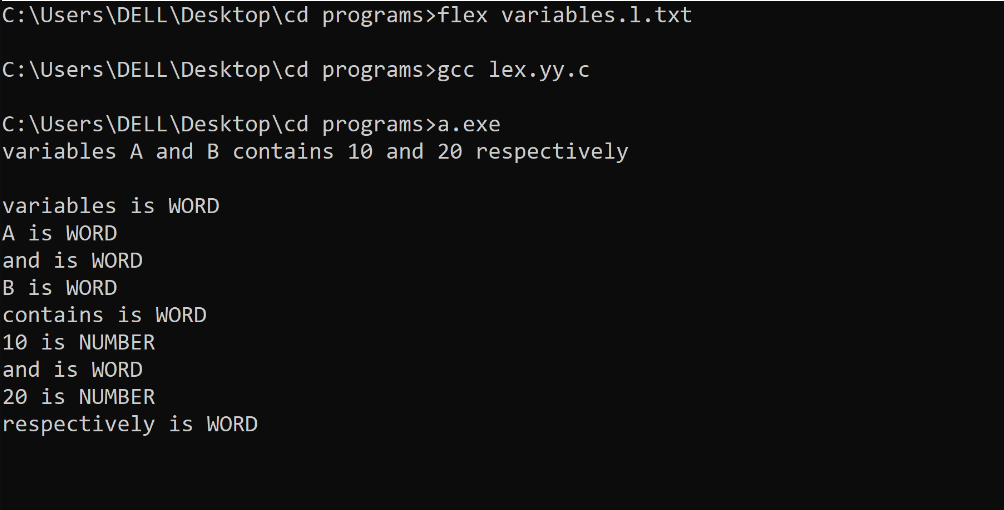 C:\Users\DELL\Desktop\cd programs>flex variables.l.txt
C:\Users\DELL\Desktop\cd programs>gcc lex.yy.c
C:\Users\DELL\Desktop\cd programs>a.exe
variables A and B contains 10 and 20 respectively
variables is WORD
A is WORD
and is WORD
B is WORD
contains is WORD
10 is NUMBER
and is WORD
20 is NUMBER
respectively is WORD